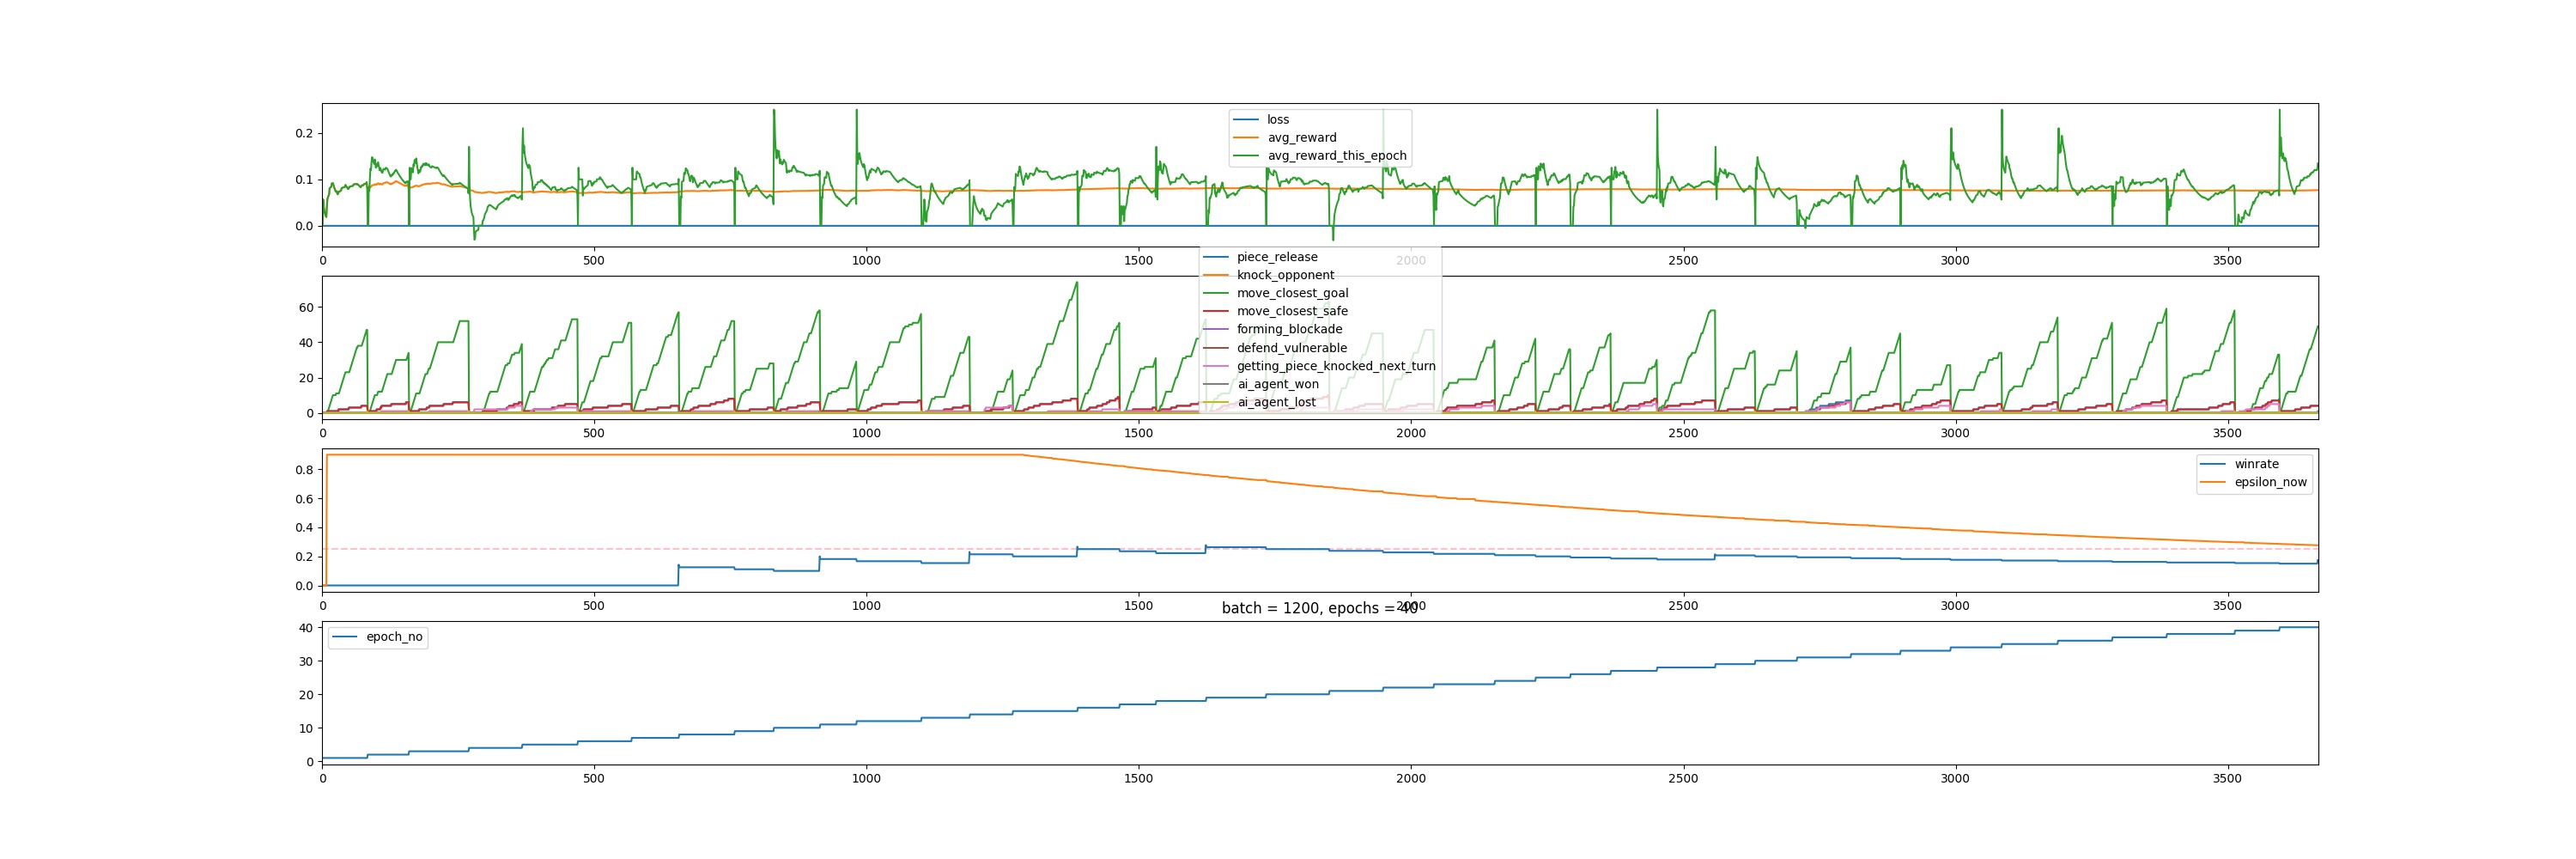 loss
avg_reward
avg_reward_this_epoch
0.2
0.1
0.0
0 500 1000 1500 2000 2500 3000 3500
piece_release
knock_opponent
move_closest_goal
move_closest_safe
forming_blockade
defend_vulnerable
getting_piece_knocked_next_turn
ai_agent_won
ai_agent_lost
60
40
20
0
0 500 1000 1500 2000 2500 3000 3500
winrate
epsilon_now
0.8
0.6
0.4
0.2
0.0
0 500 1000 1500 2000 2500 3000 3500
batch = 1200, epochs = 40
epoch_no
40
30
20
10
0
0 500 1000 1500 2000 2500 3000 3500